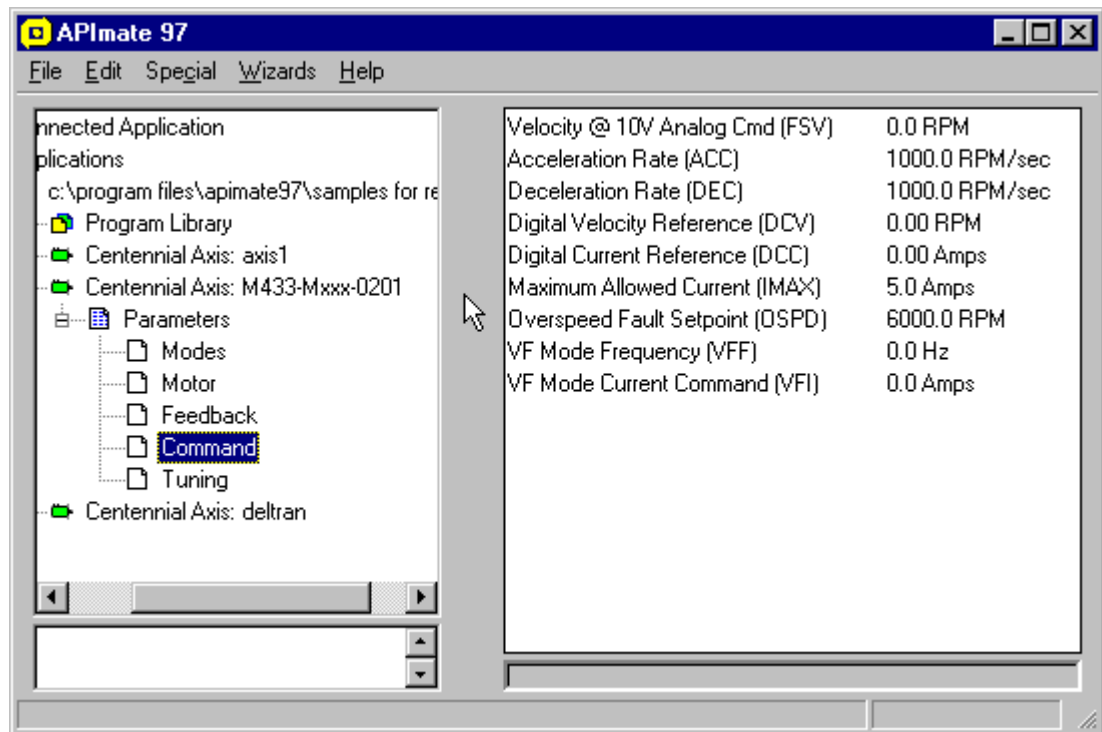 APImate 97
File Edit Special Wizards Help
nnected Application
plications
c:\program files\apimate97\samples for re
Program Library
Centennial Axis: axis1
Centennial Axis: M433-Mxxx-0201
Parameters
Modes
Motor
Feedback
Command
Tuning
Centennial Axis: deltran
Velocity @ 10V Analog Cmd (FSV) 0.0 RPM
Acceleration Rate (ACC) 1000.0 RPM/sec
Deceleration Rate (DEC) 1000.0 RPM/sec
Digital Velocity Reference (DCV) 0.00 RPM
Digital Current Reference (DCC) 0.00 Amps
Maximum Allowed Current (IMAX) 5.0 Amps
Overspeed Fault Setpoint (OSPD) 6000.0 RPM
VF Mode Frequency (VFF) 0.0 Hz
VF Mode Current Command (VFI) 0.0 Amps